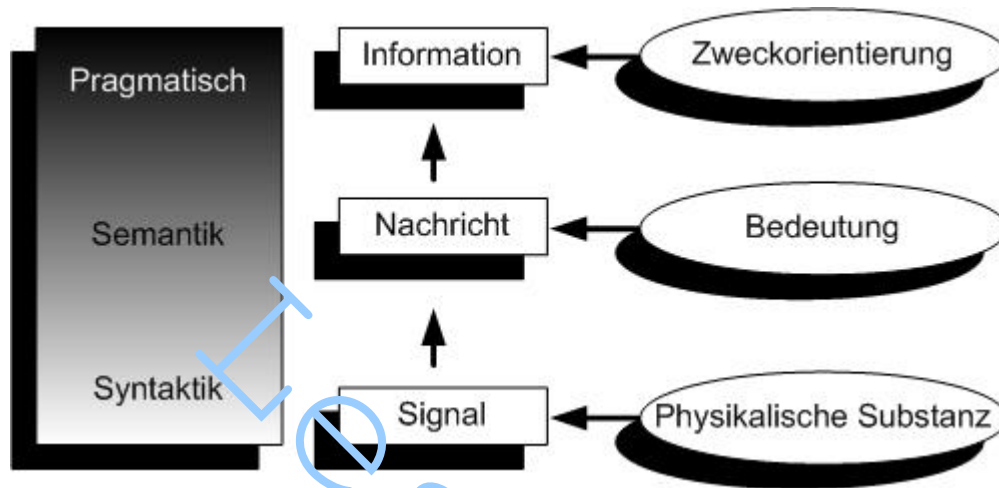 Pragmatisch
Information
Zweckorientierung
Semantik
Nachricht
Bedeutung
Syntaktik
Signal
Physikalische Substanz